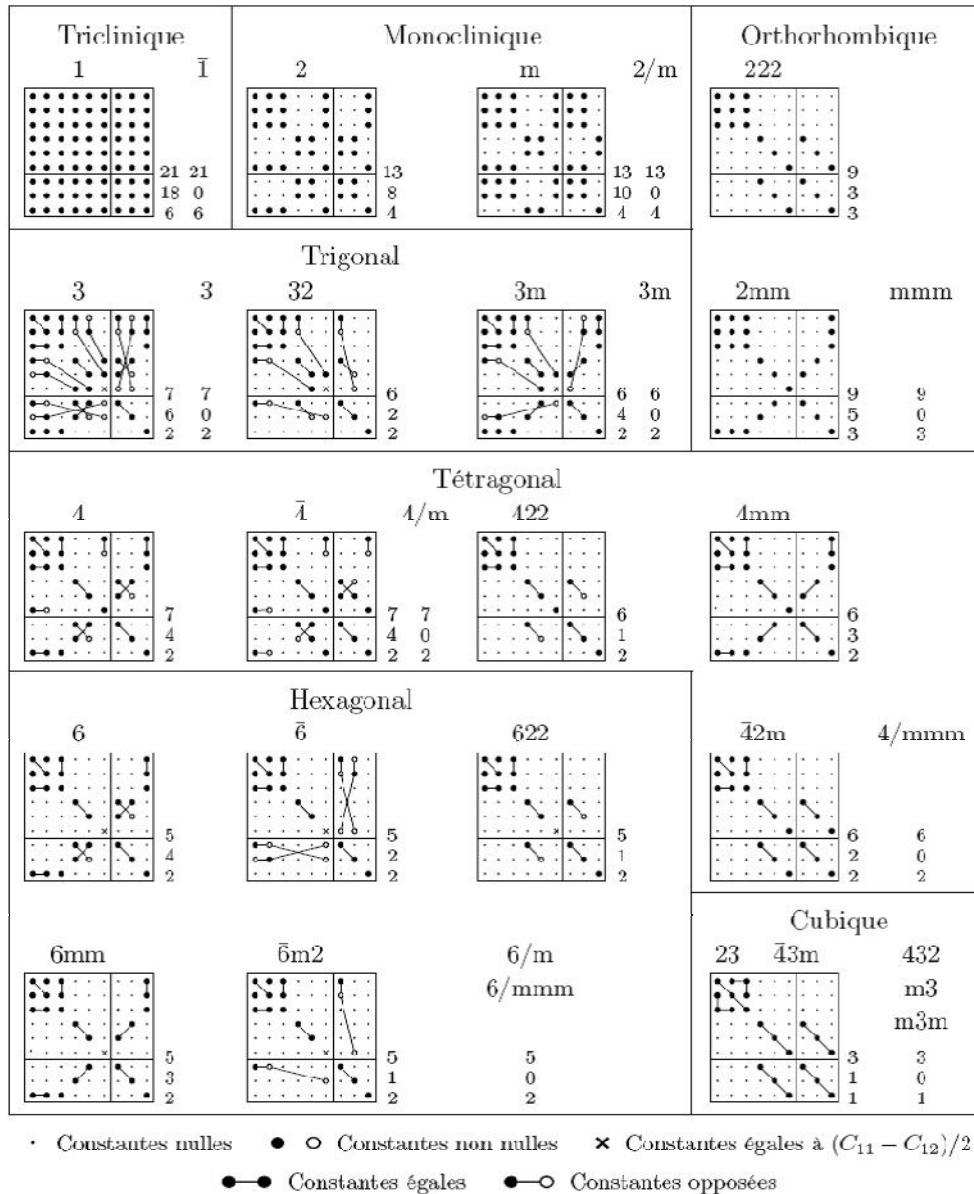 Triclinique Monoclinique Orthorhombique
1 1̄ 2 m 2/m 222
21 21 13 13 13 9
18 0 8 10 0 3
6 6 4 4 4 3
Trigonal
3 3 32 3m 3m 2mm mmm
7 7 6 6 6 9 9
6 0 2 4 0 5 0
2 2 2 2 2 3 3
Tétragonal
4 4̄ 4/m 422 4mm
7 7 7 6 6
4 4 0 1 3
2 2 2 2 2
Hexagonal
6 6̄ 622 4̄2m 4/mmm
5 5 5 6 6
4 2 1 2 0
2 2 2 2 2
Cubique
6mm 6̄m2 6/m 23 4̄3m 432
6/mmm m3
m3m
5 5 5 3 3
3 1 0 1 0
2 2 2 1 1
· Constantes nulles ● ○ Constantes non nulles × Constantes égales à (C₁₁ − C₁₂)/2
●—● Constantes égales ●—○ Constantes opposées